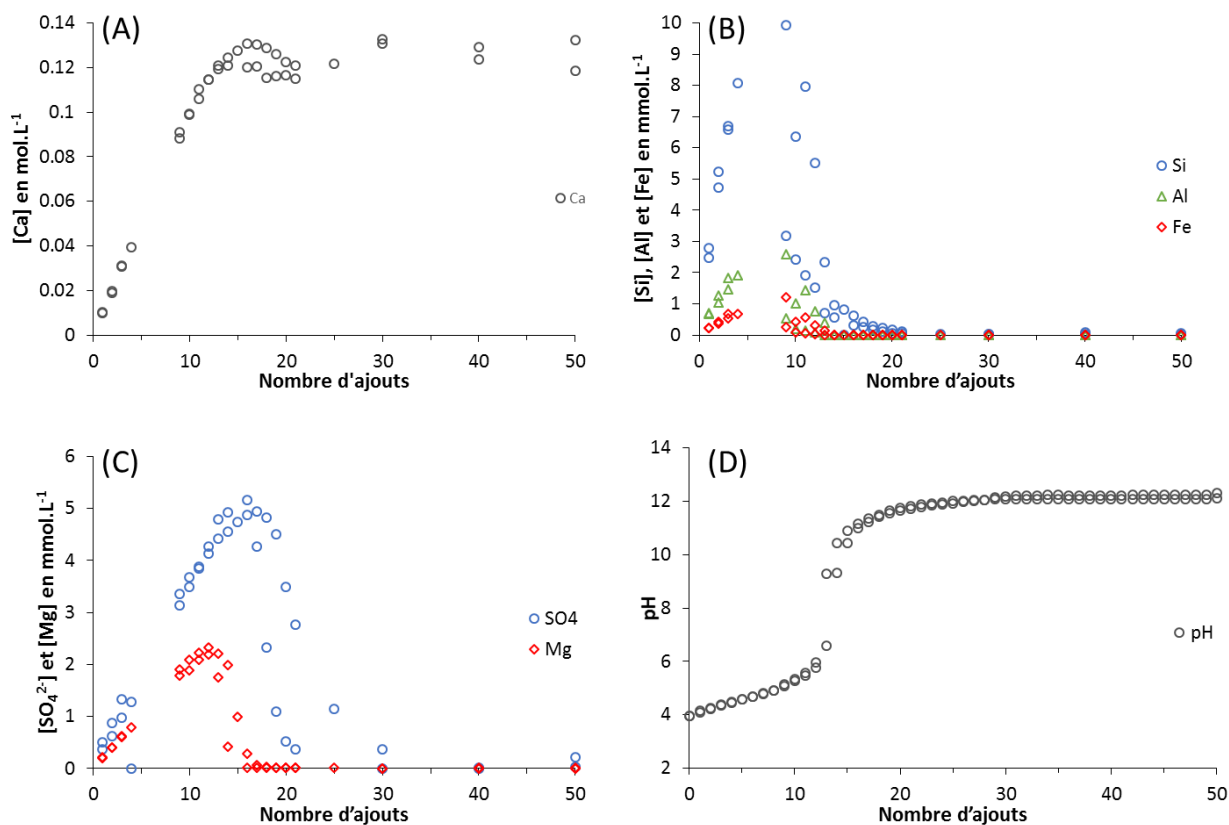 (A)
[Ca] en mol.L-1
0.14
0.12
0.1
0.08
0.06
0.04
0.02
0
0 10 20 30 40 50
Nombre d'ajouts
Ca
(B)
[Si], [Al] et [Fe] en mmol.L-1
10
9
8
7
6
5
4
3
2
1
0
0 10 20 30 40 50
Nombre d’ajouts
Si
Al
Fe
(C)
[SO42-] et [Mg] en mmol.L-1
6
5
4
3
2
1
0
0 10 20 30 40 50
Nombre d’ajouts
SO4
Mg
(D)
pH
14
12
10
8
6
4
2
0 10 20 30 40 50
Nombre d’ajouts
pH